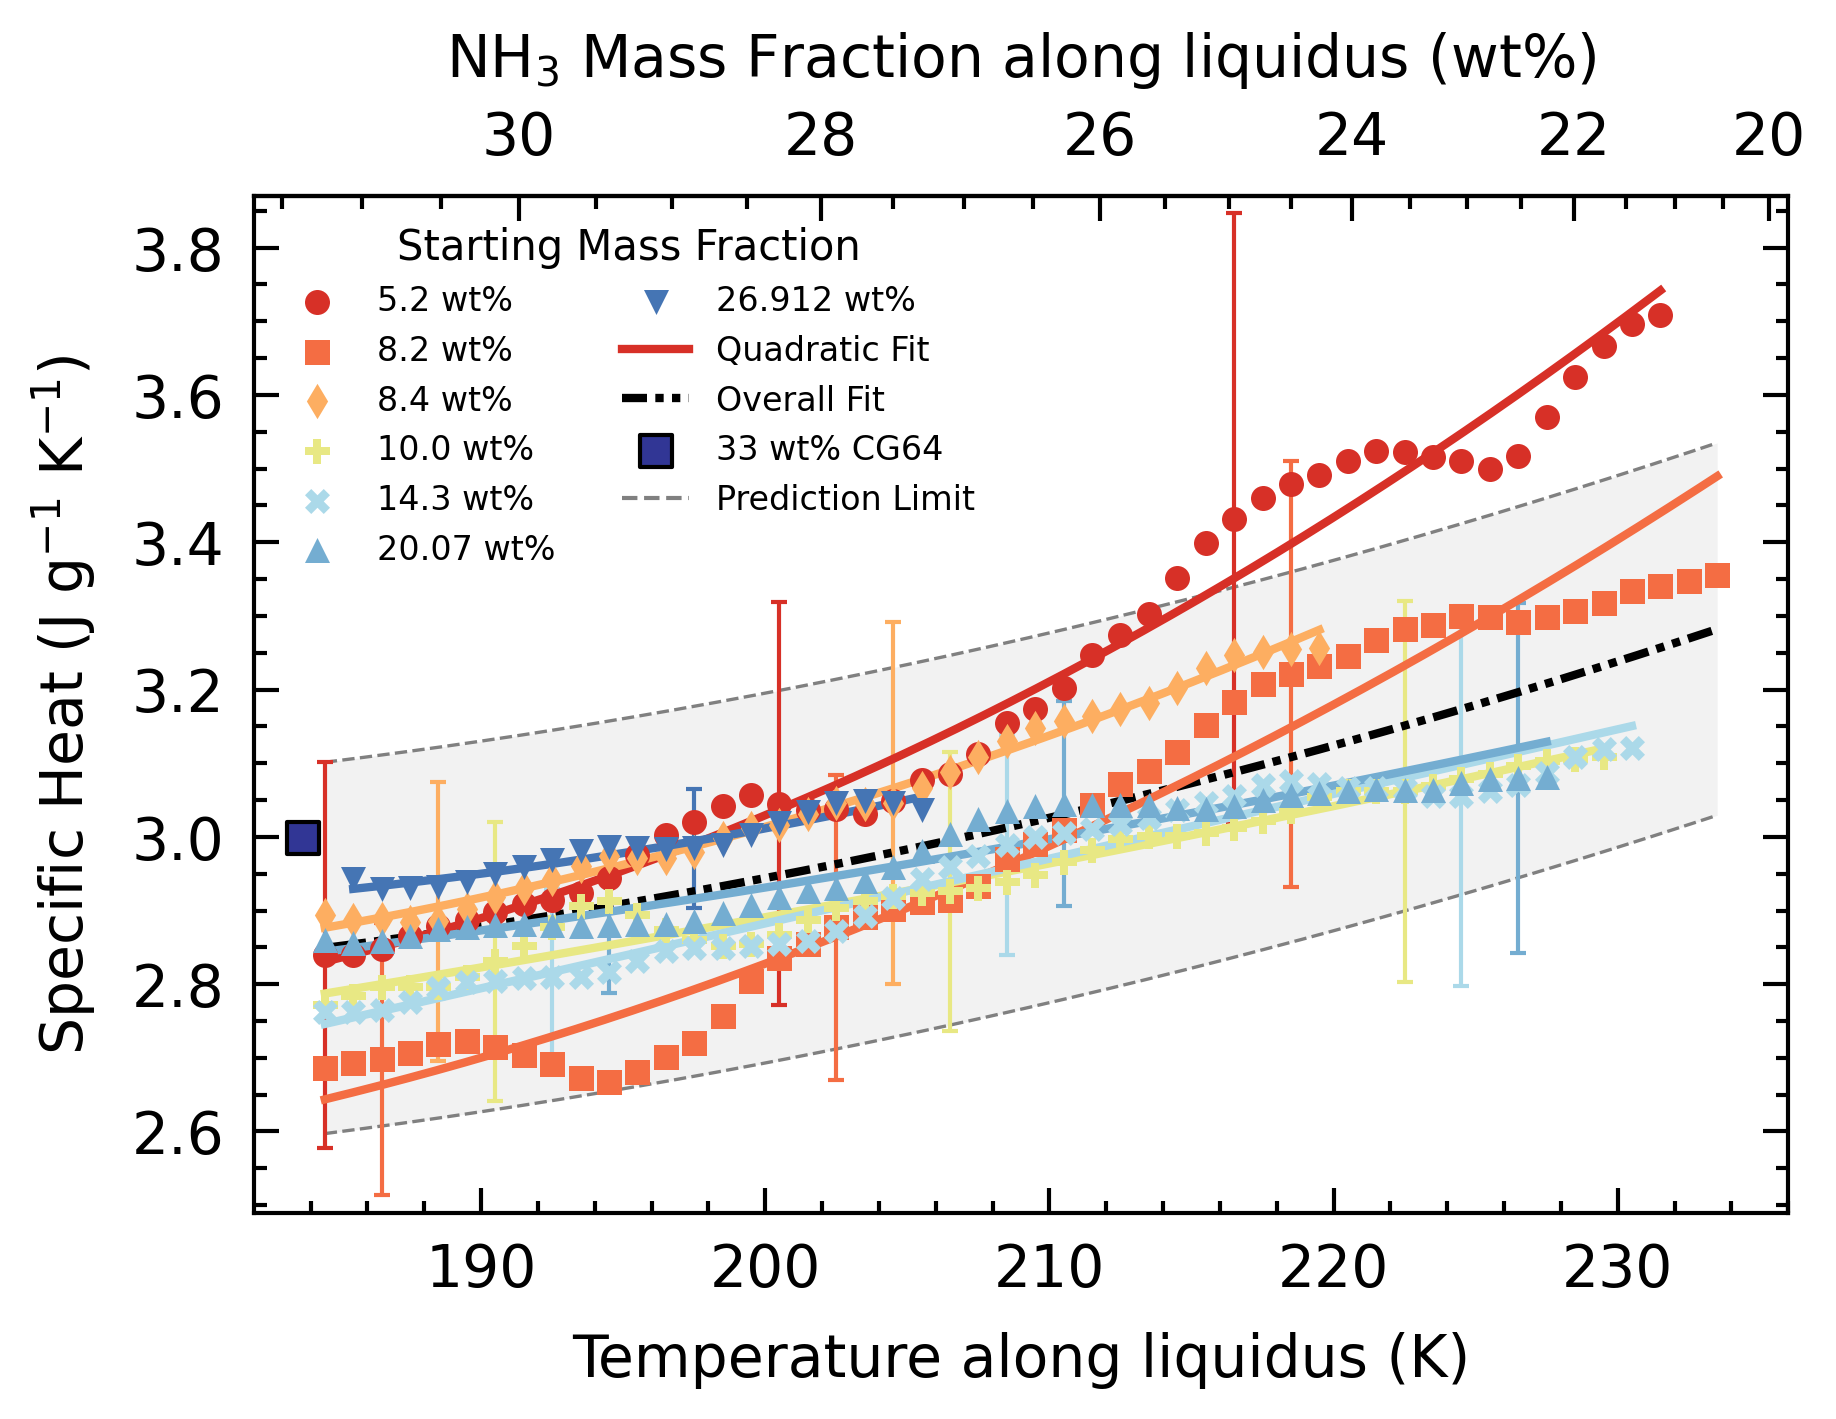 NH₃ Mass Fraction along liquidus (wt%)
30 28 26 24 22 20
Starting Mass Fraction
5.2 wt%
8.2 wt%
8.4 wt%
10.0 wt%
14.3 wt%
20.07 wt%
26.912 wt%
Quadratic Fit
Overall Fit
33 wt% CG64
Prediction Limit
3.8
3.6
3.4
3.2
3.0
2.8
2.6
Specific Heat (J g⁻¹ K⁻¹)
190 200 210 220 230
Temperature along liquidus (K)